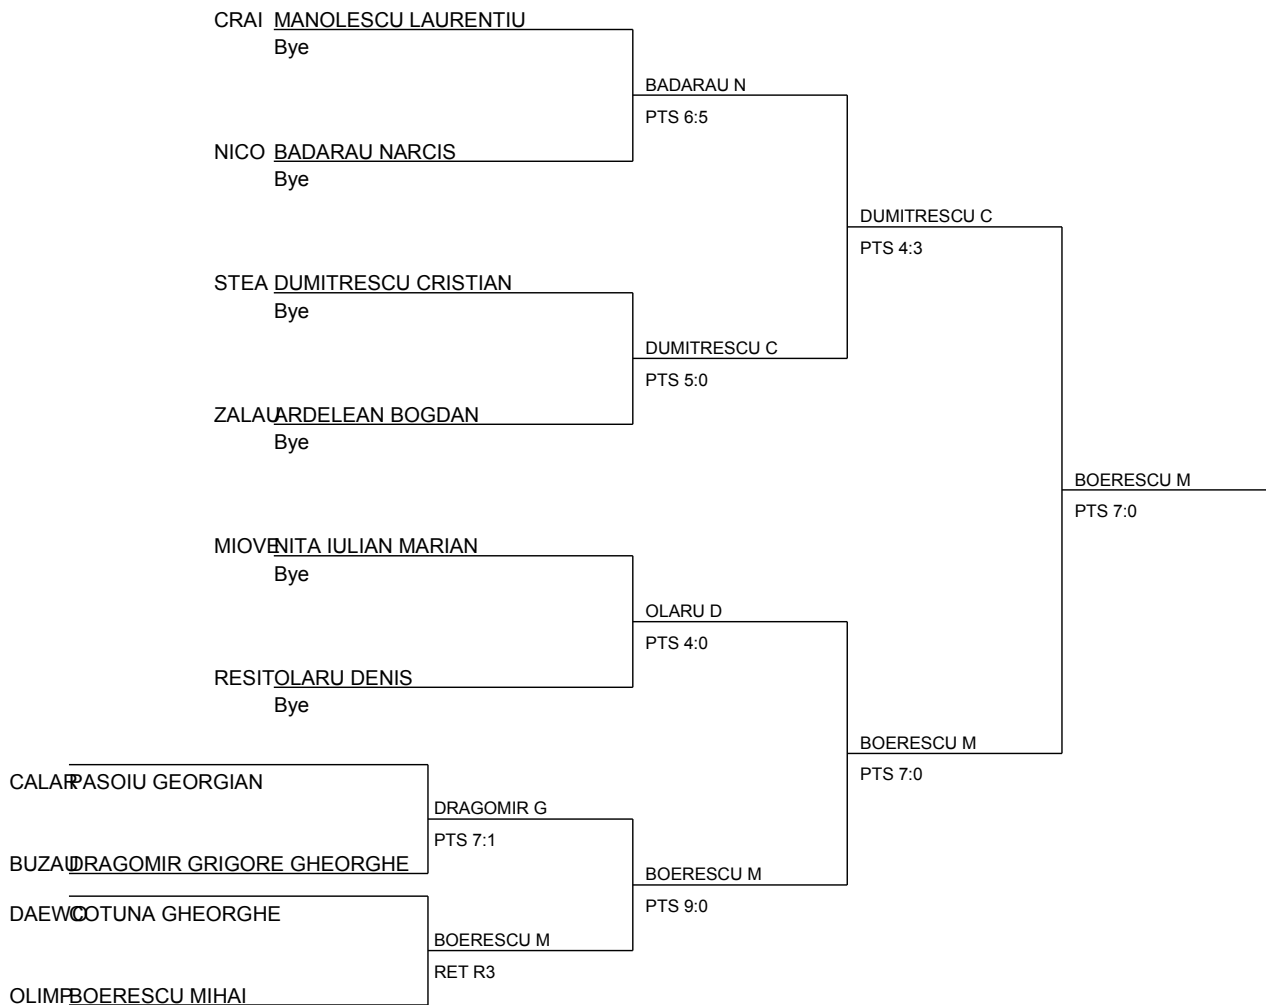 CRAI MANOLESCU LAURENTIU
Bye
BADARAU N
PTS 6:5
NICO BADARAU NARCIS
Bye
DUMITRESCU C
PTS 4:3
STEA DUMITRESCU CRISTIAN
Bye
DUMITRESCU C
PTS 5:0
ZALAU ARDELEAN BOGDAN
Bye
BOERESCU M
PTS 7:0
MIOVE NITA IULIAN MARIAN
Bye
OLARU D
PTS 4:0
RESIT OLARU DENIS
Bye
BOERESCU M
PTS 7:0
CALAR PASOIU GEORGIAN
DRAGOMIR G
PTS 7:1
BUZAU DRAGOMIR GRIGORE GHEORGHE
BOERESCU M
PTS 9:0
DAEWO COTUNA GHEORGHE
BOERESCU M
RET R3
OLIMP BOERESCU MIHAI